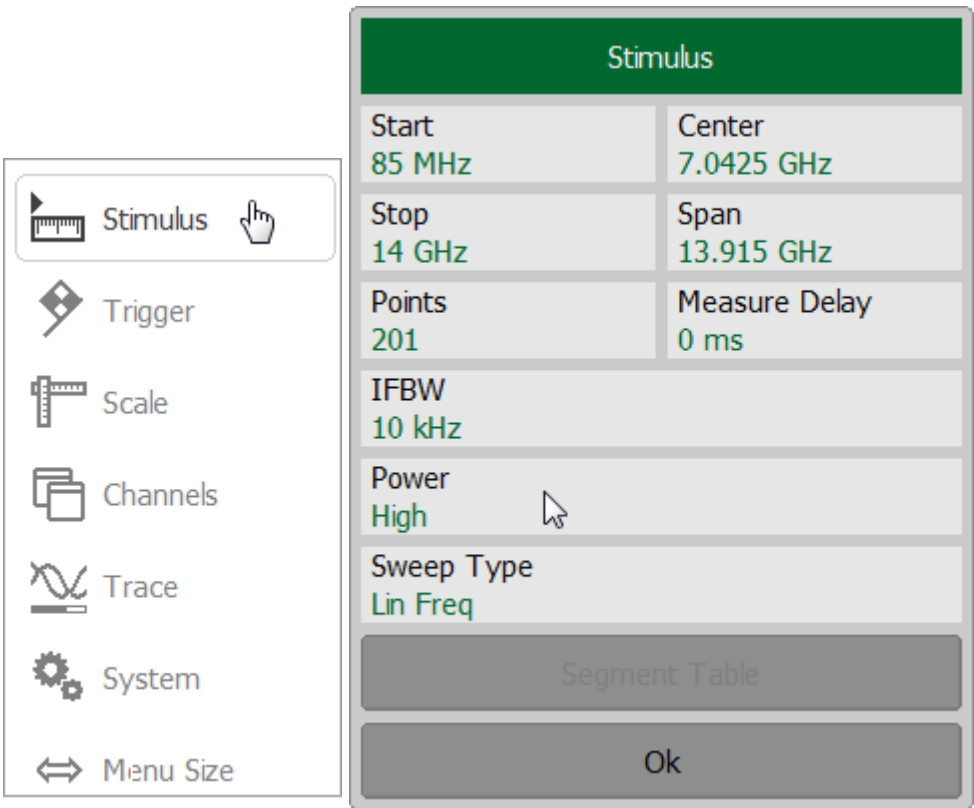 Stimulus
Trigger
Scale
Channels
Trace
System
Menu Size
Stimulus
Start
85 MHz
Center
7.0425 GHz
Stop
14 GHz
Span
13.915 GHz
Points
201
Measure Delay
0 ms
IFBW
10 kHz
Power
High
Sweep Type
Lin Freq
Segment Table
Ok